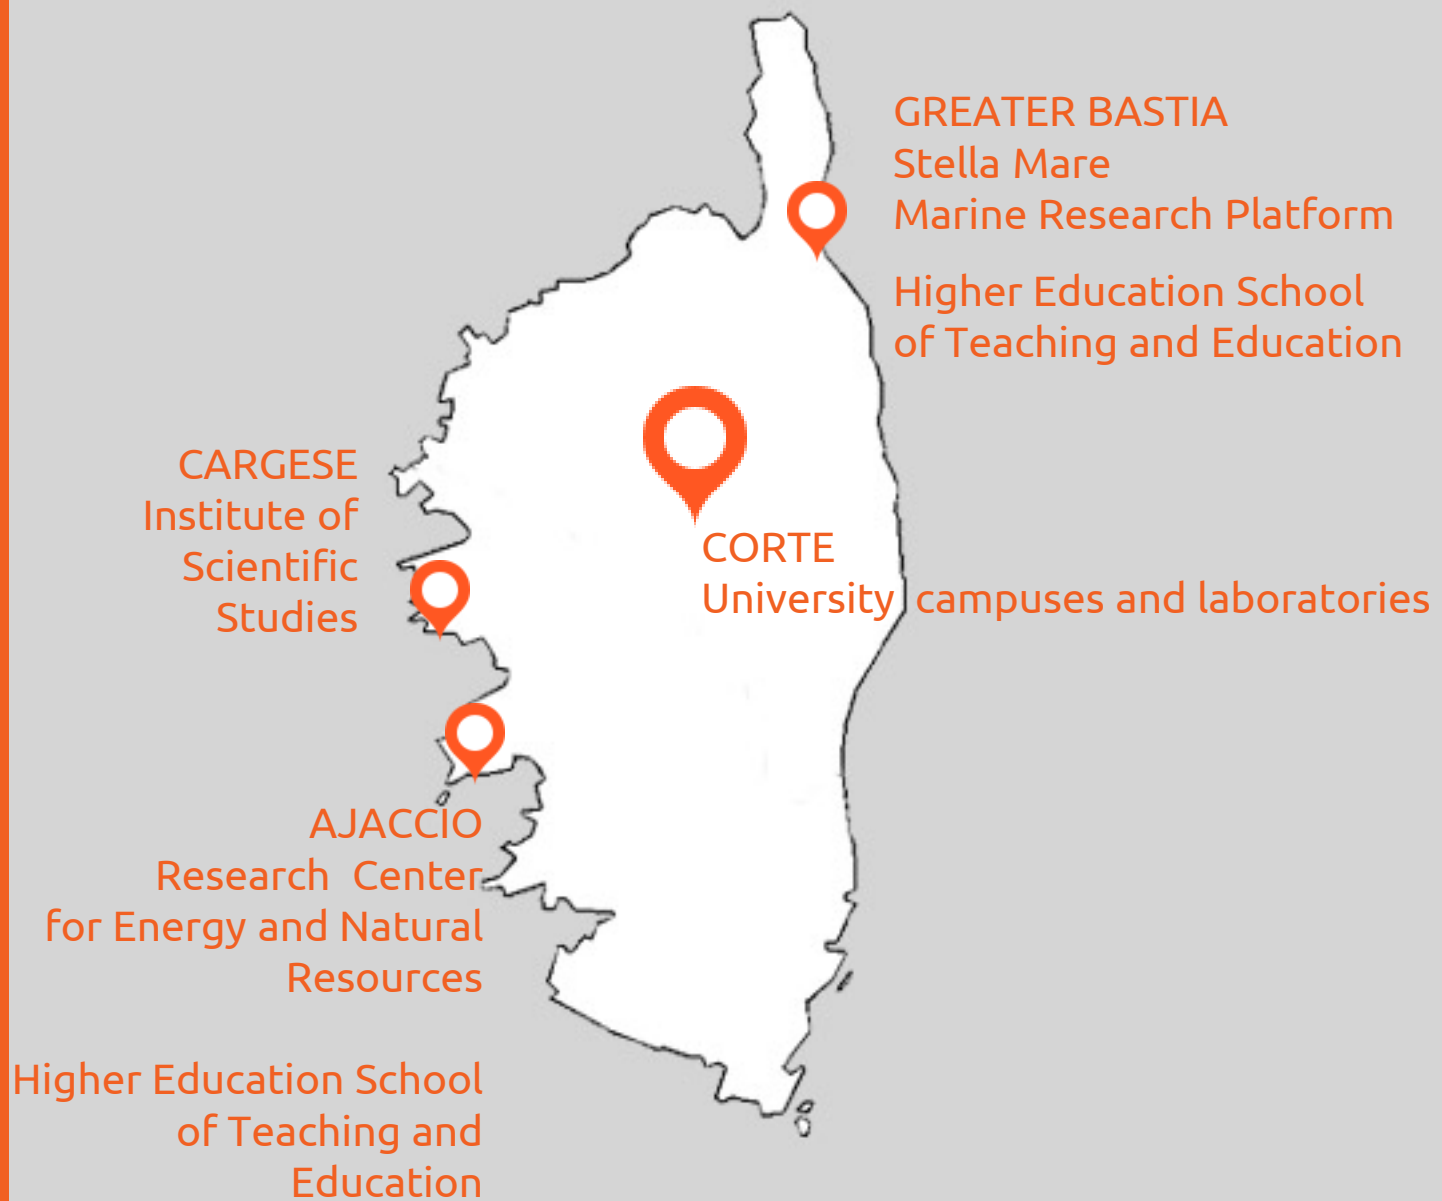 GREATER BASTIA
Stella Mare
Marine Research Platform
Higher Education School
of Teaching and Education
CARGESE
Institute of
Scientific
Studies
CORTE
University campuses and laboratories
AJACCIO
Research Center
for Energy and Natural
Resources
Higher Education School
of Teaching and
Education